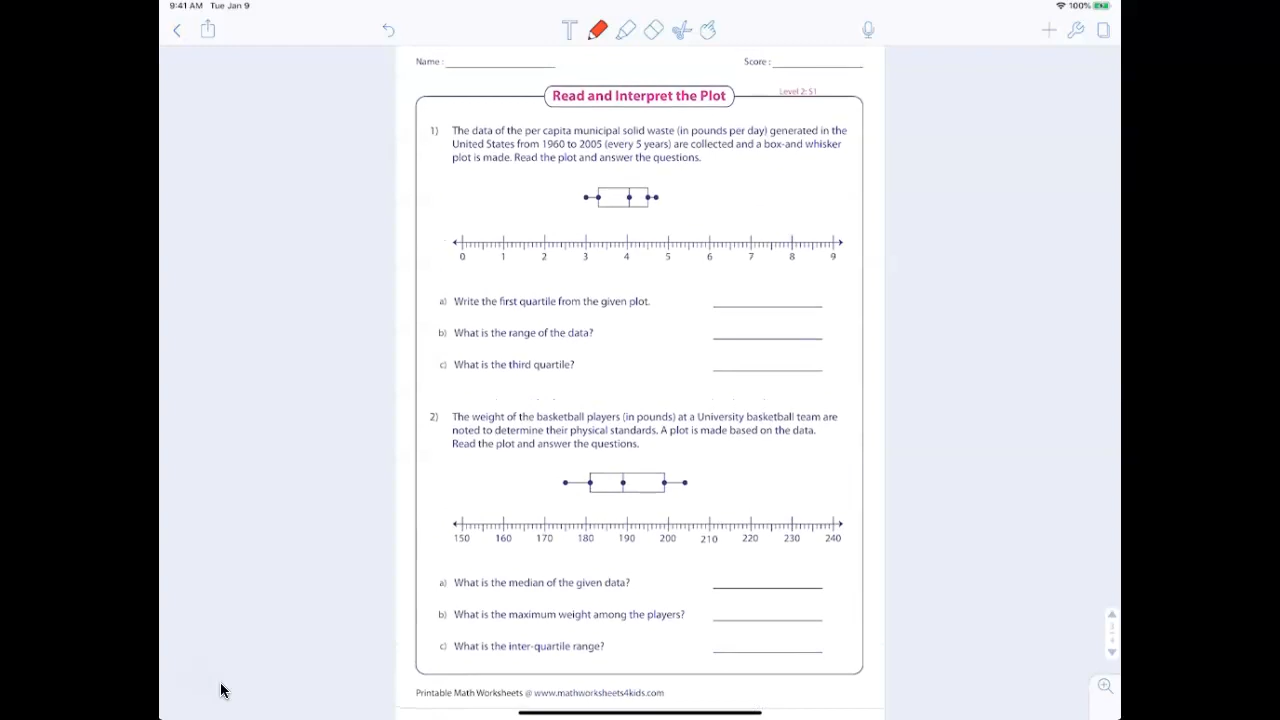 9:41 AM Tue Jan 9
100%
Name :
Score :
Read and Interpret the Plot
Level 2: S1
1) The data of the per capita municipal solid waste (in pounds per day) generated in the
United States from 1960 to 2005 (every 5 years) are collected and a box-and whisker
plot is made. Read the plot and answer the questions.
0 1 2 3 4 5 6 7 8 9
a) Write the first quartile from the given plot.
b) What is the range of the data?
c) What is the third quartile?
2) The weight of the basketball players (in pounds) at a University basketball team are
noted to determine their physical standards. A plot is made based on the data.
Read the plot and answer the questions.
150 160 170 180 190 200 210 220 230 240
a) What is the median of the given data?
b) What is the maximum weight among the players?
c) What is the inter-quartile range?
Printable Math Worksheets @ www.mathworksheets4kids.com